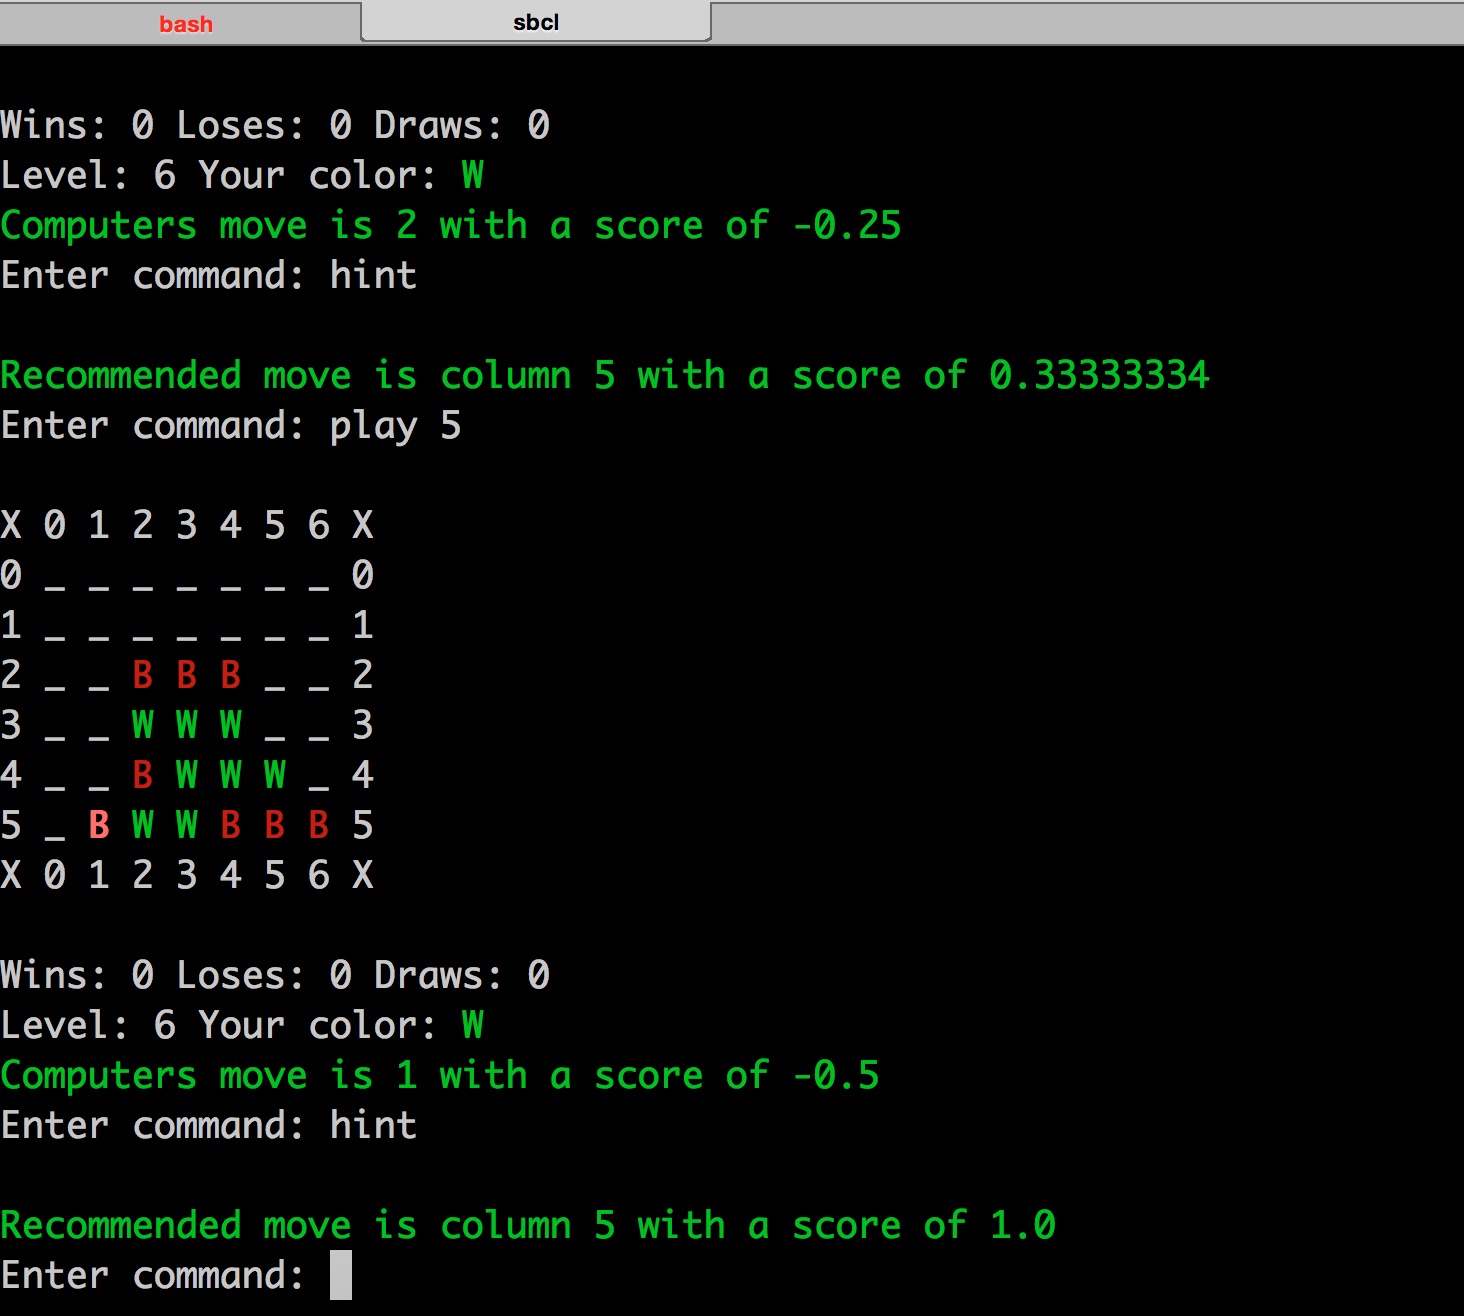 bash sbcl
Wins: 0 Loses: 0 Draws: 0
Level: 6 Your color: W
Computers move is 2 with a score of -0.25
Enter command: hint
Recommended move is column 5 with a score of 0.33333334
Enter command: play 5
X 0 1 2 3 4 5 6 X
0 _ _ _ _ _ _ _ 0
1 _ _ _ _ _ _ _ 1
2 _ _ B B B _ _ 2
3 _ _ W W W _ _ 3
4 _ _ B W W W _ 4
5 _ B W W B B B 5
X 0 1 2 3 4 5 6 X
Wins: 0 Loses: 0 Draws: 0
Level: 6 Your color: W
Computers move is 1 with a score of -0.5
Enter command: hint
Recommended move is column 5 with a score of 1.0
Enter command: